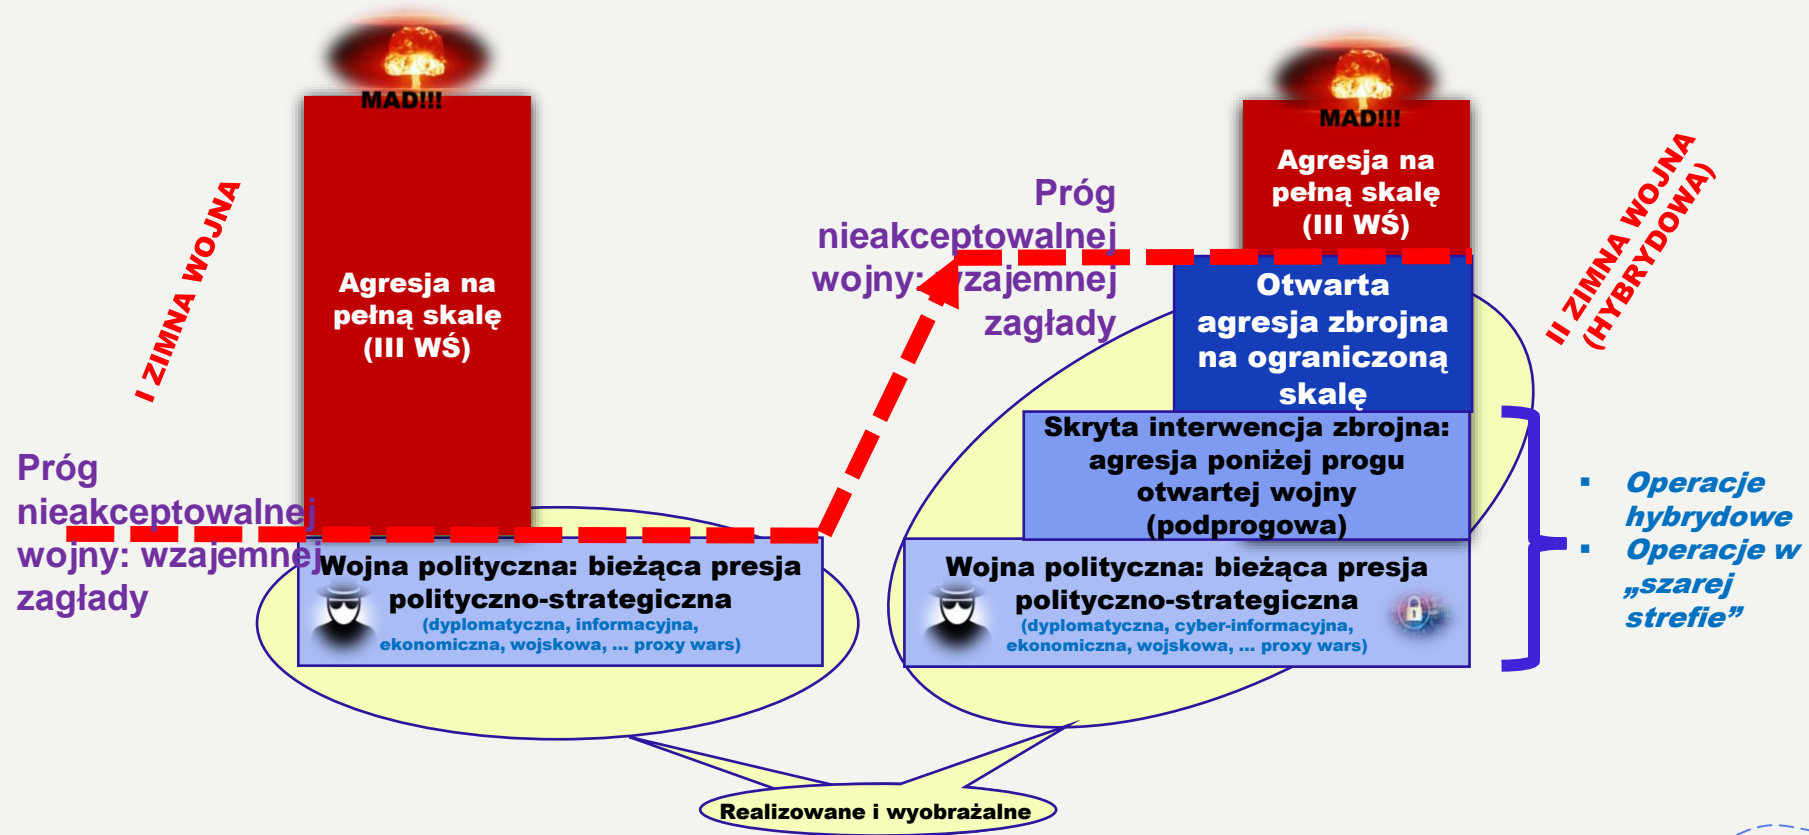 MAD!!!
Agresja na
pełną skalę
(III WŚ)
I ZIMNA WOJNA
Próg
nieakceptowalnej
wojny: wzajemnej
zagłady
Wojna polityczna: bieżąca presja
polityczno-strategiczna
(dyplomatyczna, informacyjna,
ekonomiczna, wojskowa, ... proxy wars)
MAD!!!
Agresja na
pełną skalę
(III WŚ)
Próg
nieakceptowalnej
wojny: wzajemnej
zagłady
II ZIMNA WOJNA
(HYBRYDOWA)
Otwarta
agresja zbrojna
na ograniczoną
skalę
Skryta interwencja zbrojna:
agresja poniżej progu
otwartej wojny
(podprogowa)
Wojna polityczna: bieżąca presja
polityczno-strategiczna
(dyplomatyczna, cyber-informacyjna,
ekonomiczna, wojskowa, ... proxy wars)
▪ Operacje
hybrydowe
▪ Operacje w
„szarej
strefie”
Realizowane i wyobrażalne